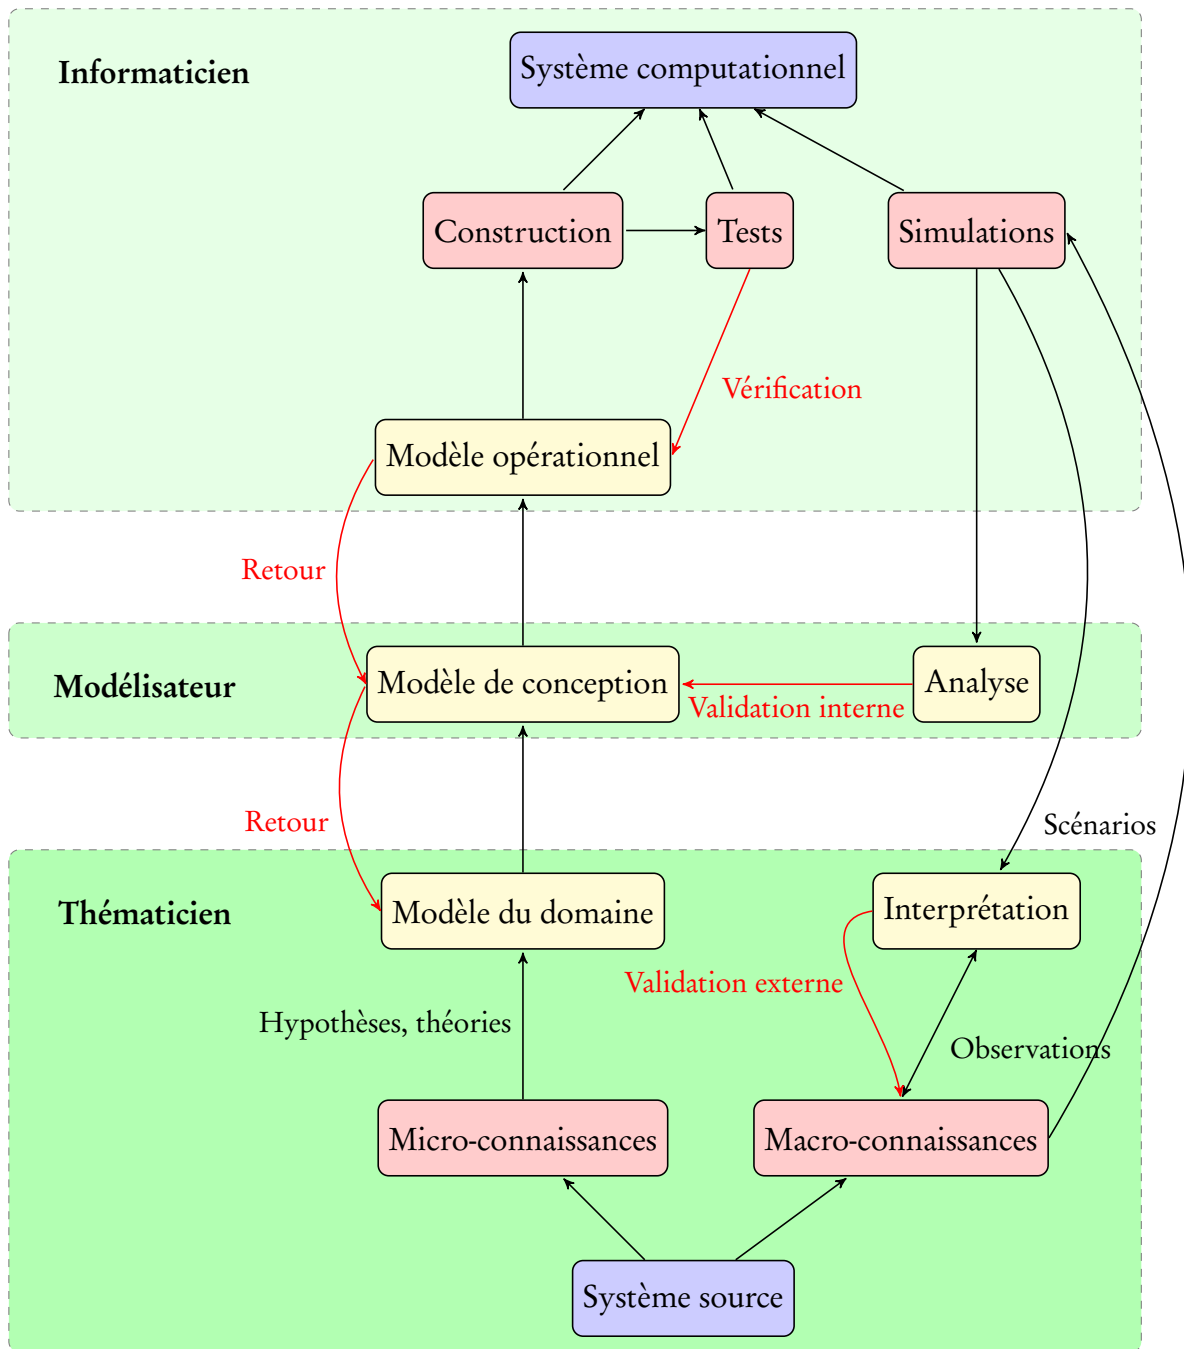 Informaticien
Système computationnel
Construction
Tests
Simulations
Vérification
Modèle opérationnel
Retour
Modélisateur
Modèle de conception
Validation interne
Analyse
Retour
Scénarios
Thématicien
Modèle du domaine
Interprétation
Validation externe
Hypothèses, théories
Observations
Micro-connaissances
Macro-connaissances
Système source